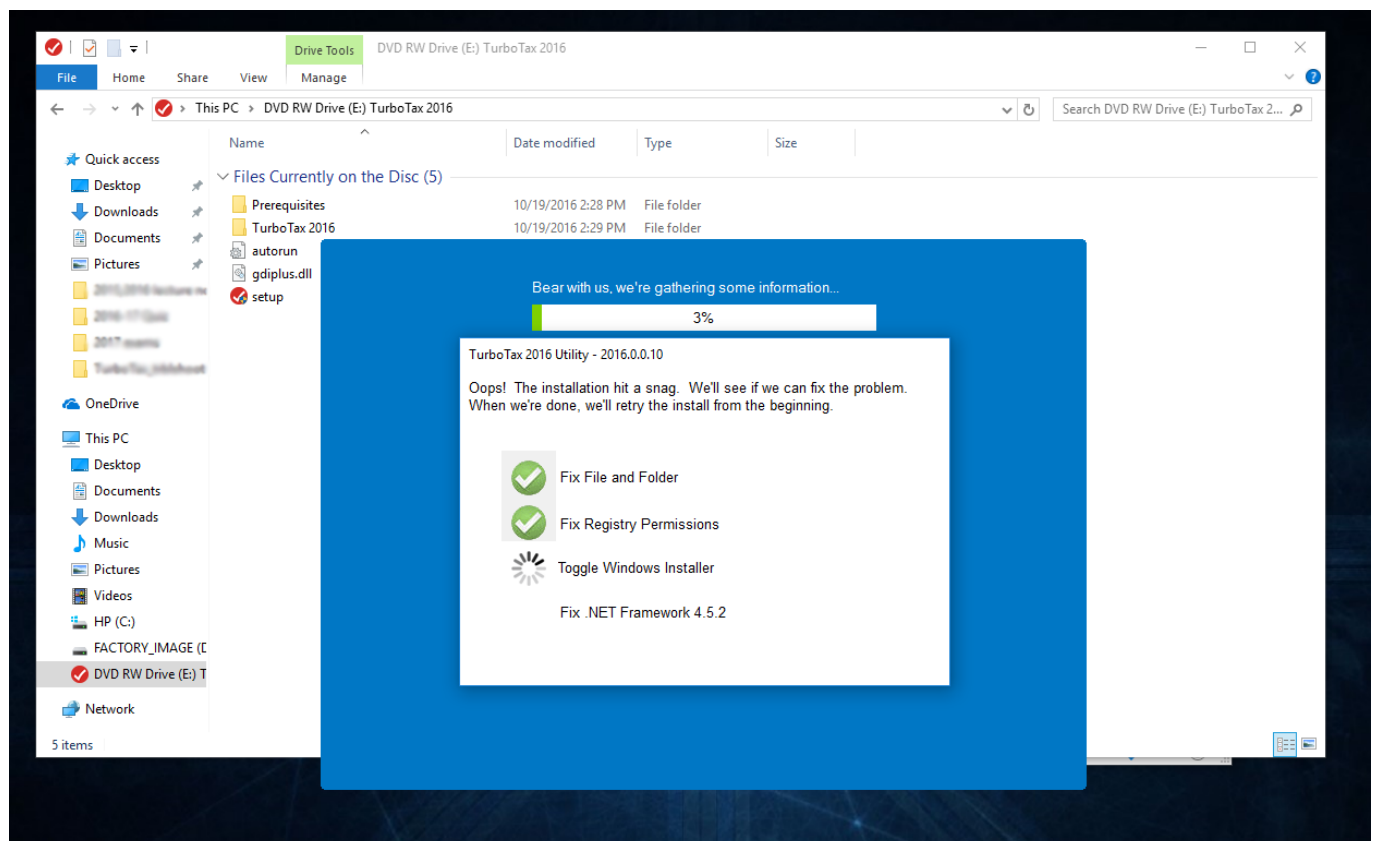 Drive Tools DVD RW Drive (E:) TurboTax 2016
File Home Share View Manage
This PC > DVD RW Drive (E:) TurboTax 2016
Search DVD RW Drive (E:) TurboTax 2...
Name Date modified Type Size
Quick access
Desktop
Downloads
Documents
Pictures
OneDrive
This PC
Desktop
Documents
Downloads
Music
Pictures
Videos
HP (C:)
FACTORY_IMAGE (D
DVD RW Drive (E:) T
Network
5 items
Files Currently on the Disc (5)
Prerequisites 10/19/2016 2:28 PM File folder
TurboTax 2016 10/19/2016 2:29 PM File folder
autorun
gdiplus.dll
setup
Bear with us, we're gathering some information...
3%
TurboTax 2016 Utility - 2016.0.0.10
Oops! The installation hit a snag. We'll see if we can fix the problem.
When we're done, we'll retry the install from the beginning.
Fix File and Folder
Fix Registry Permissions
Toggle Windows Installer
Fix .NET Framework 4.5.2